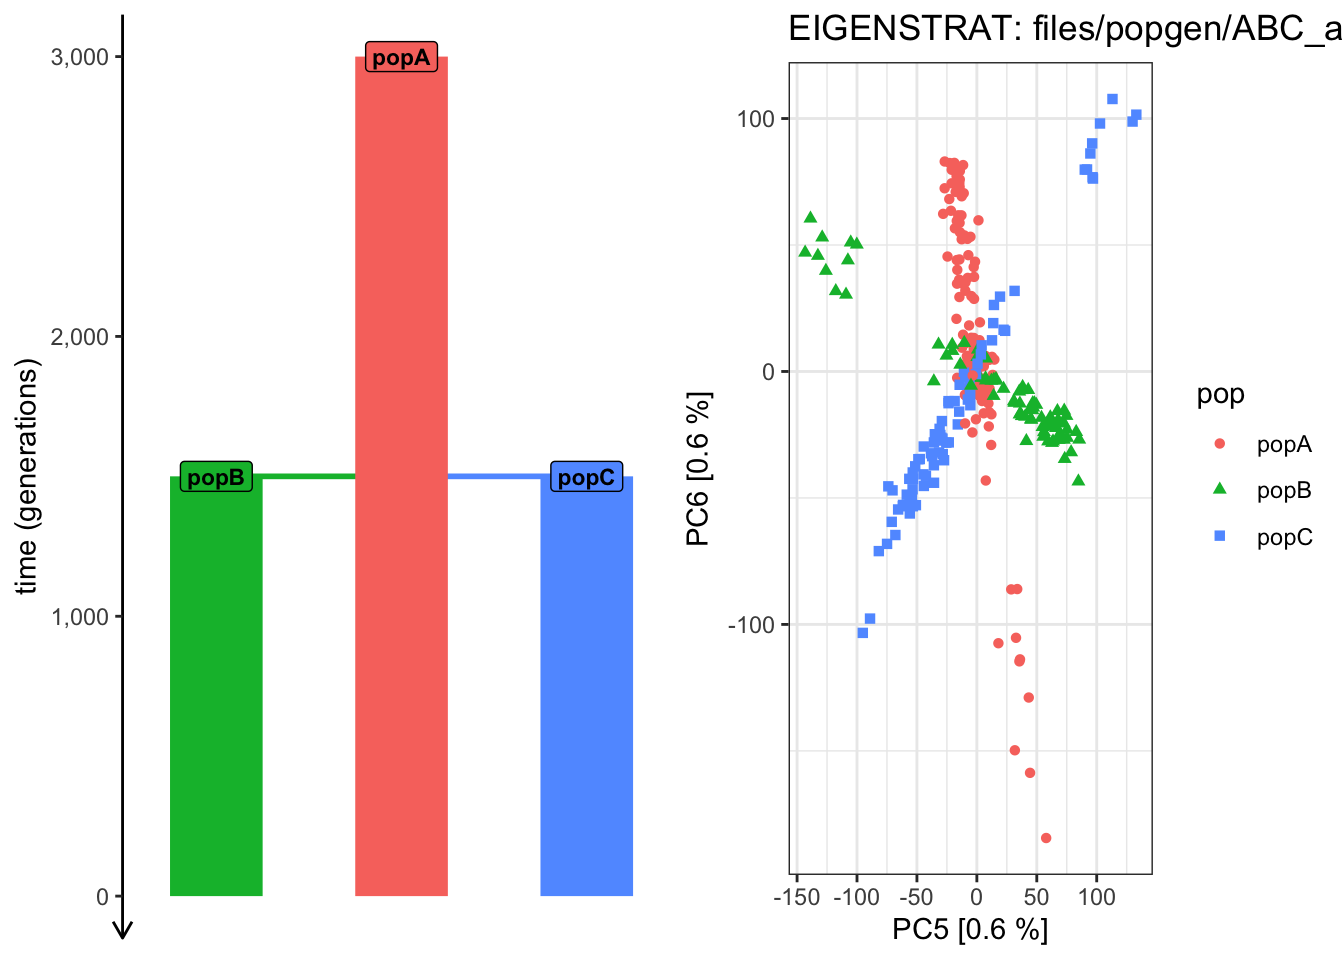 time (generations)
3,000
2,000
1,000
0
popA
popB
popC
EIGENSTRAT: files/popgen/ABC_a
PC6 [0.6 %]
100
0
-100
-150 -100 -50 0 50 100
PC5 [0.6 %]
pop
popA
popB
popC